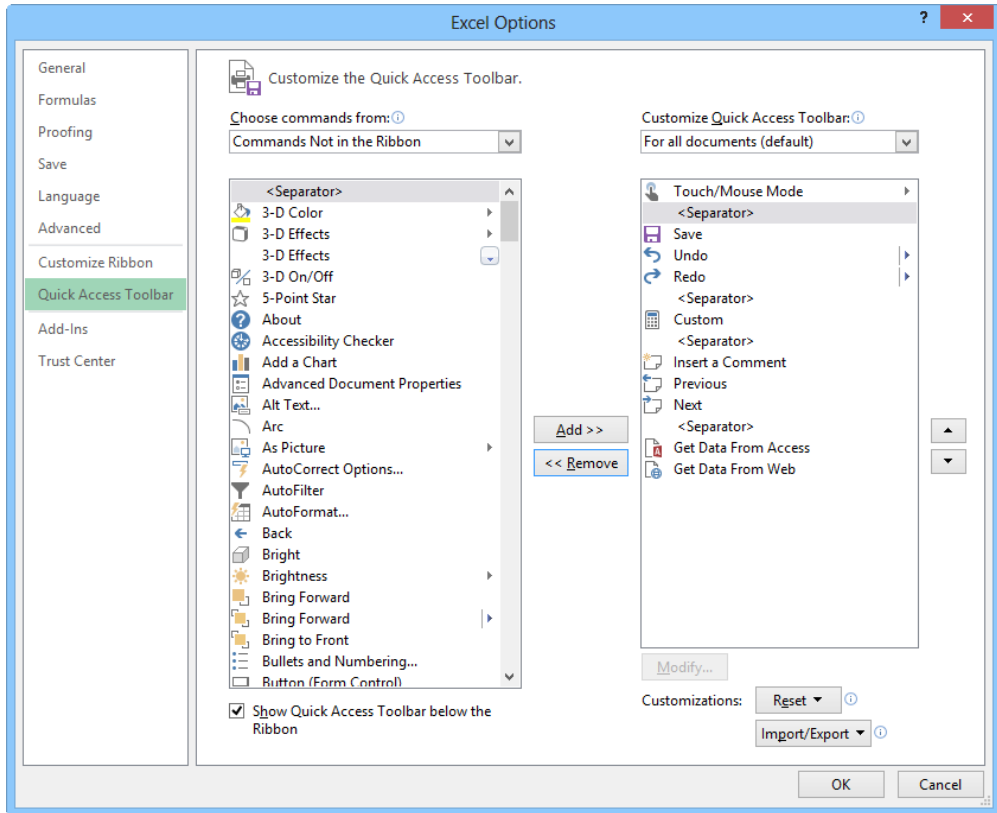 Excel Options
?
General
Formulas
Proofing
Save
Language
Advanced
Customize Ribbon
Quick Access Toolbar
Add-Ins
Trust Center
Customize the Quick Access Toolbar.
Choose commands from:
Commands Not in the Ribbon
<Separator>
3-D Color
3-D Effects
3-D Effects
3-D On/Off
5-Point Star
About
Accessibility Checker
Add a Chart
Advanced Document Properties
Alt Text...
Arc
As Picture
AutoCorrect Options...
AutoFilter
AutoFormat...
Back
Bright
Brightness
Bring Forward
Bring Forward
Bring to Front
Bullets and Numbering...
Button (Form Control)
Show Quick Access Toolbar below the
Ribbon
Add >>
<< Remove
Customize Quick Access Toolbar:
For all documents (default)
Touch/Mouse Mode
<Separator>
Save
Undo
Redo
<Separator>
Custom
<Separator>
Insert a Comment
Previous
Next
<Separator>
Get Data From Access
Get Data From Web
Modify...
Customizations:
Reset
Import/Export
OK
Cancel